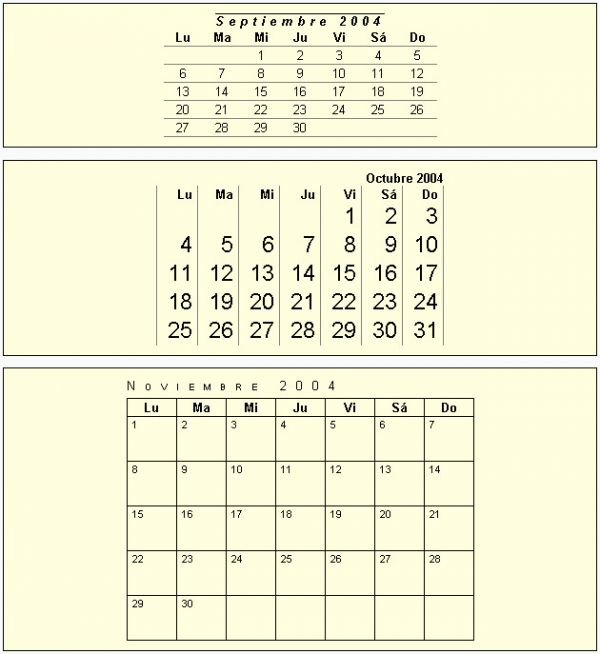 Septiembre 2004
Lu Ma Mi Ju Vi Sá Do
1 2 3 4 5
6 7 8 9 10 11 12
13 14 15 16 17 18 19
20 21 22 23 24 25 26
27 28 29 30
Octubre 2004
Lu Ma Mi Ju Vi Sá Do
1 2 3
4 5 6 7 8 9 10
11 12 13 14 15 16 17
18 19 20 21 22 23 24
25 26 27 28 29 30 31
Noviembre 2004
Lu Ma Mi Ju Vi Sá Do
1 2 3 4 5 6 7
8 9 10 11 12 13 14
15 16 17 18 19 20 21
22 23 24 25 26 27 28
29 30